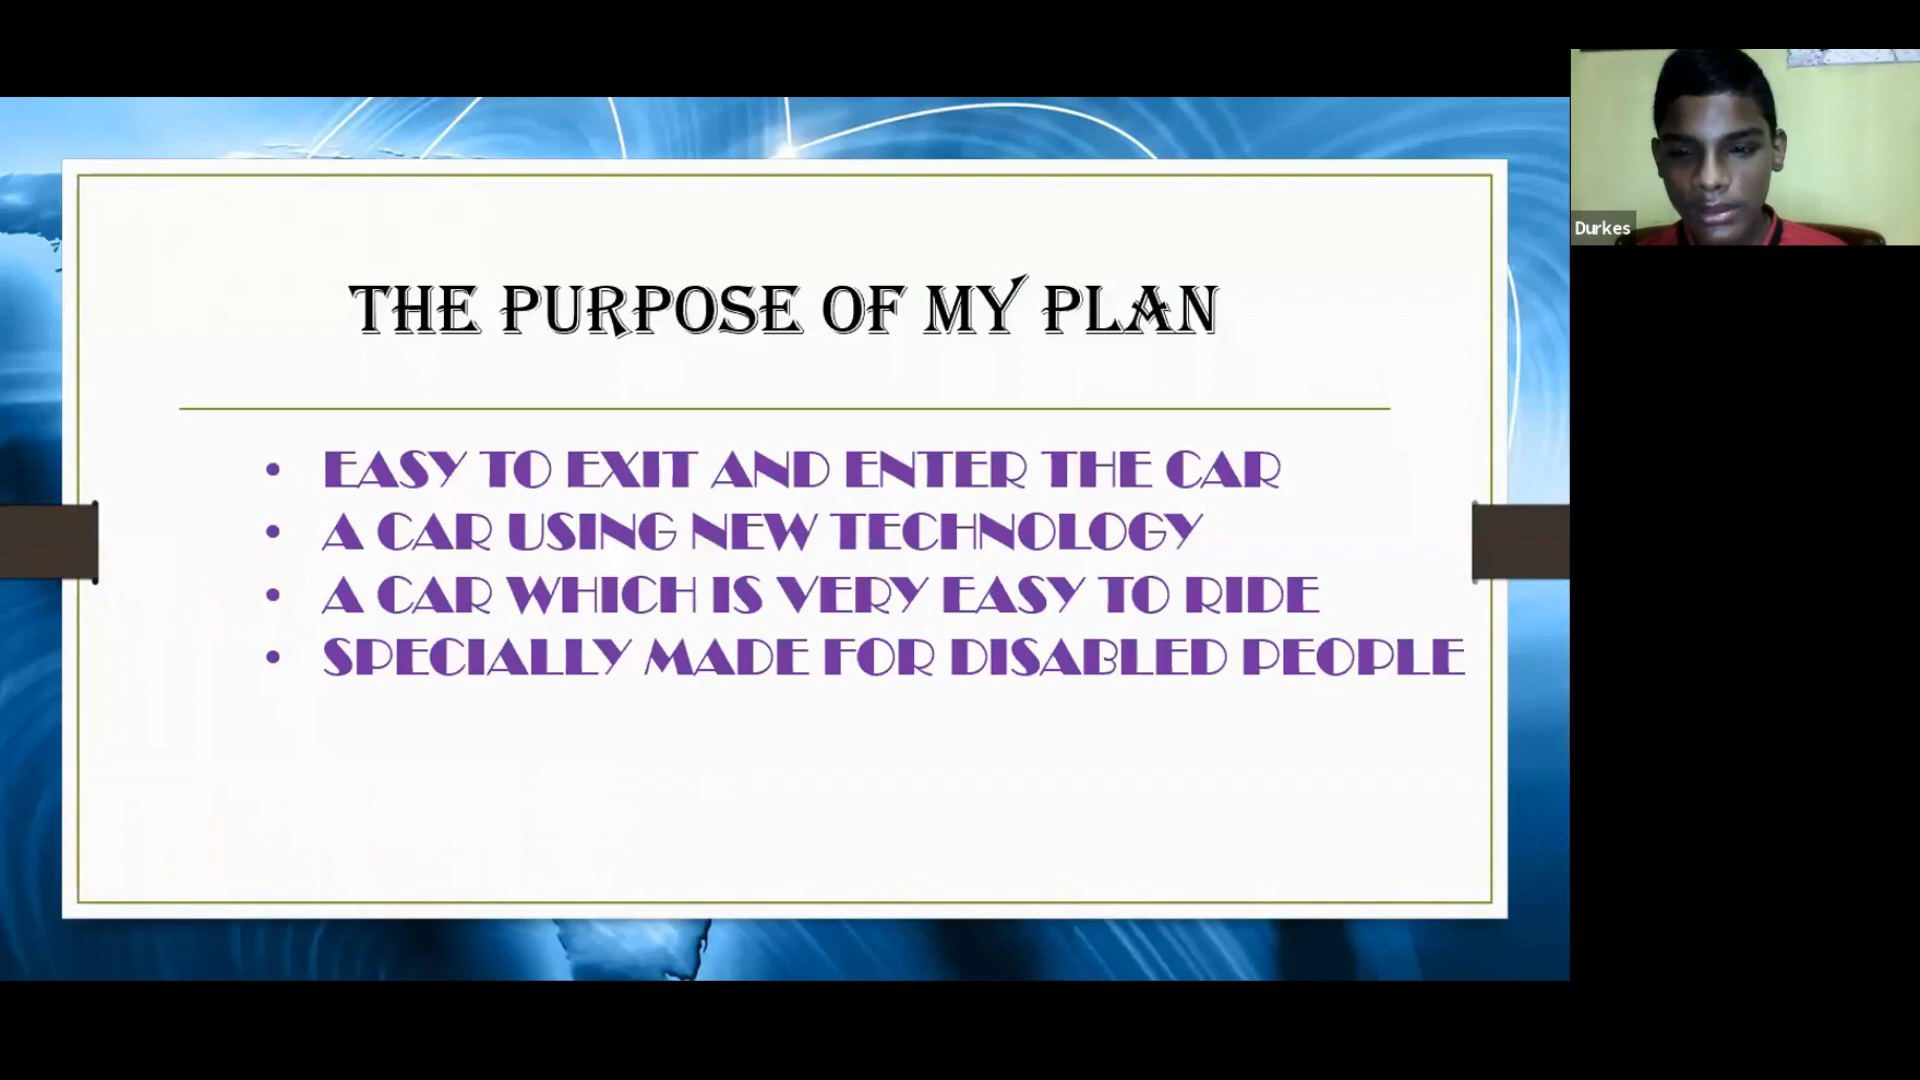 THE PURPOSE OF MY PLAN
• EASY TO EXIT AND ENTER THE CAR
• A CAR USING NEW TECHNOLOGY
• A CAR WHICH IS VERY EASY TO RIDE
• SPECIALLY MADE FOR DISABLED PEOPLE
Durkes